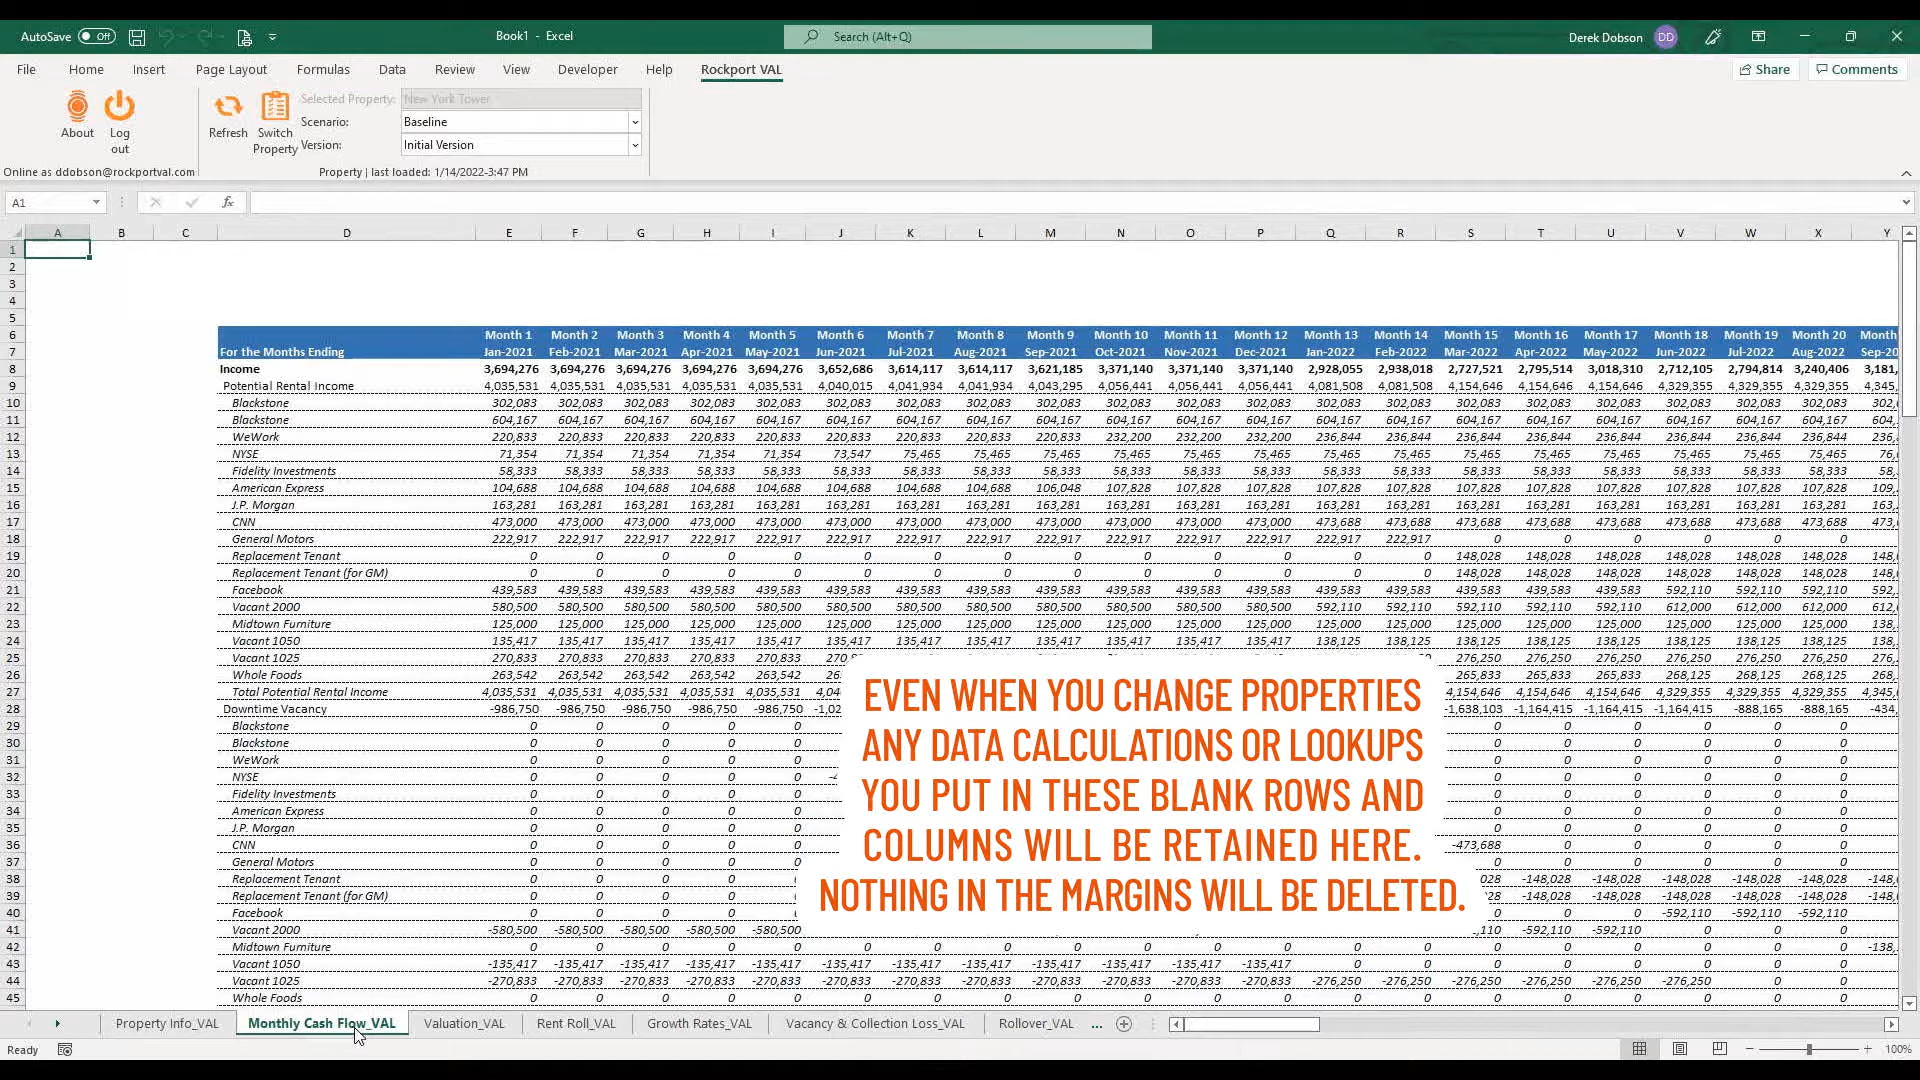 AutoSave Off Book1 - Excel Search (Alt+Q) Derek Dobson DD
File Home Insert Page Layout Formulas Data Review View Developer Help Rockport VAL Share Comments
About Log out Refresh Switch Property
Selected Property: New York Tower
Scenario: Baseline
Version: Initial Version
Online as ddobson@rockportval.com Property | last loaded: 1/14/2022-3:47 PM
A1 fx
A B C D E F G H I J K L M N O P Q R S T U V W X Y
1
2
3
4
5
6 Month 1 Month 2 Month 3 Month 4 Month 5 Month 6 Month 7 Month 8 Month 9 Month 10 Month 11 Month 12 Month 13 Month 14 Month 15 Month 16 Month 17 Month 18 Month 19 Month 20 Month
7 For the Months Ending Jan-2021 Feb-2021 Mar-2021 Apr-2021 May-2021 Jun-2021 Jul-2021 Aug-2021 Sep-2021 Oct-2021 Nov-2021 Dec-2021 Jan-2022 Feb-2022 Mar-2022 Apr-2022 May-2022 Jun-2022 Jul-2022 Aug-2022 Sep-20
8 Income 3,694,276 3,694,276 3,694,276 3,694,276 3,694,276 3,652,686 3,614,117 3,614,117 3,621,185 3,371,140 3,371,140 3,371,140 2,928,055 2,938,018 2,727,521 2,795,514 3,018,310 2,712,105 2,794,814 3,240,406 3,181,
9 Potential Rental Income 4,035,531 4,035,531 4,035,531 4,035,531 4,035,531 4,040,015 4,041,934 4,041,934 4,043,295 4,056,441 4,056,441 4,056,441 4,081,508 4,081,508 4,154,646 4,154,646 4,154,646 4,329,355 4,329,355 4,329,355 4,345,
10 Blackstone 302,083 302,083 302,083 302,083 302,083 302,083 302,083 302,083 302,083 302,083 302,083 302,083 302,083 302,083 302,083 302,083 302,083 302,083 302,083 302,083 302,
11 Blackstone 604,167 604,167 604,167 604,167 604,167 604,167 604,167 604,167 604,167 604,167 604,167 604,167 604,167 604,167 604,167 604,167 604,167 604,167 604,167 604,167 604,
12 WeWork 220,833 220,833 220,833 220,833 220,833 220,833 220,833 220,833 220,833 232,200 232,200 232,200 236,844 236,844 236,844 236,844 236,844 236,844 236,844 236,844 236,
13 NYSE 71,354 71,354 71,354 71,354 71,354 73,547 75,465 75,465 75,465 75,465 75,465 75,465 75,465 75,465 75,465 75,465 75,465 75,465 75,465 75,465 76,
14 Fidelity Investments 58,333 58,333 58,333 58,333 58,333 58,333 58,333 58,333 58,333 58,333 58,333 58,333 58,333 58,333 58,333 58,333 58,333 58,333 58,333 58,333 58,
15 American Express 104,688 104,688 104,688 104,688 104,688 104,688 104,688 104,688 106,048 107,828 107,828 107,828 107,828 107,828 107,828 107,828 107,828 107,828 107,828 107,828 109,
16 J.P. Morgan 163,281 163,281 163,281 163,281 163,281 163,281 163,281 163,281 163,281 163,281 163,281 163,281 163,281 163,281 163,281 163,281 163,281 163,281 163,281 163,281 163,
17 CNN 473,000 473,000 473,000 473,000 473,000 473,000 473,000 473,000 473,000 473,000 473,000 473,000 473,688 473,688 473,688 473,688 473,688 473,688 473,688 473,688 473,
18 General Motors 222,917 222,917 222,917 222,917 222,917 222,917 222,917 222,917 222,917 222,917 222,917 222,917 222,917 222,917 0 0 0 0 0 0
19 Replacement Tenant 0 0 0 0 0 0 0 0 0 0 0 0 0 0 148,028 148,028 148,028 148,028 148,028 148,028 148,
20 Replacement Tenant (for GM) 0 0 0 0 0 0 0 0 0 0 0 0 0 0 148,028 148,028 148,028 148,028 148,028 148,028 148,
21 Facebook 439,583 439,583 439,583 439,583 439,583 439,583 439,583 439,583 439,583 439,583 439,583 439,583 439,583 439,583 439,583 439,583 439,583 592,110 592,110 592,110 592,
22 Vacant 2000 580,500 580,500 580,500 580,500 580,500 580,500 580,500 580,500 580,500 580,500 580,500 580,500 592,110 592,110 592,110 592,110 592,110 612,000 612,000 612,000 612,
23 Midtown Furniture 125,000 125,000 125,000 125,000 125,000 125,000 125,000 125,000 125,000 125,000 125,000 125,000 125,000 125,000 125,000 125,000 125,000 125,000 125,000 125,000 138,
24 Vacant 1050 135,417 135,417 135,417 135,417 135,417 135,417 135,417 135,417 135,417 135,417 135,417 135,417 138,125 138,125 138,125 138,125 138,125 138,125 138,125 138,125 138,
25 Vacant 1025 270,833 270,833 270,833 270,833 270,833 276,250 276,250 276,250 276,250 276,250 276,250 276,
26 Whole Foods 263,542 263,542 263,542 263,542 263,542 265,833 265,833 265,833 268,125 268,125 268,125 268,
27 Total Potential Rental Income 4,035,531 4,035,531 4,035,531 4,035,531 4,035,531 4,04 4,154,646 4,154,646 4,154,646 4,329,355 4,329,355 4,329,355 4,345,
28 Downtime Vacancy -986,750 -986,750 -986,750 -986,750 -986,750 -1,02 -1,638,103 -1,164,415 -1,164,415 -1,164,415 -888,165 -888,165 -434,
29 Blackstone 0 0 0 0 0 0 0 0 0 0 0
30 Blackstone 0 0 0 0 0 0 0 0 0 0 0
31 WeWork 0 0 0 0 0 0 0 0 0 0 0
32 NYSE 0 0 0 0 0 0 0 0 0 0 0
33 Fidelity Investments 0 0 0 0 0 0 0 0 0 0 0
34 American Express 0 0 0 0 0 0 0 0 0 0 0
35 J.P. Morgan 0 0 0 0 0 0 0 0 0 0 0
36 CNN 0 0 0 0 0 -473,688 0 0 0 0 0
37 General Motors 0 0 0 0 0 0 0 0 0 0 0
38 Replacement Tenant 0 0 0 0 0 028 -148,028 -148,028 -148,028 -148,028 -148,028 -148,
39 Replacement Tenant (for GM) 0 0 0 0 0 028 -148,028 -148,028 -148,028 -148,028 -148,028 -148,
40 Facebook 0 0 0 0 0 0 0 0 -592,110 -592,110 -592,110
41 Vacant 2000 -580,500 -580,500 -580,500 -580,500 -580,500 ,110 -592,110 -592,110 0 0 0
42 Midtown Furniture 0 0 0 0 0 0 0 0 0 0 0 0 0 0 0 0 0 0 0 0 -138,
43 Vacant 1050 -135,417 -135,417 -135,417 -135,417 -135,417 -135,417 -135,417 -135,417 -135,417 -135,417 -135,417 -135,417 0 0 0 0 0 0 0 0
44 Vacant 1025 -270,833 -270,833 -270,833 -270,833 -270,833 -270,833 -270,833 -270,833 -270,833 -270,833 -270,833 -270,833 -276,250 -276,250 -276,250 -276,250 -276,250 -276,250 0 0
45 Whole Foods 0 0 0 0 0 0 0 0 0 0 0 0 0 0 0 0 0 0 0 0
EVEN WHEN YOU CHANGE PROPERTIES
ANY DATA CALCULATIONS OR LOOKUPS
YOU PUT IN THESE BLANK ROWS AND
COLUMNS WILL BE RETAINED HERE.
NOTHING IN THE MARGINS WILL BE DELETED.
Property Info_VAL Monthly Cash Flow_VAL Valuation_VAL Rent Roll_VAL Growth Rates_VAL Vacancy & Collection Loss_VAL Rollover_VAL ...
Ready 100%